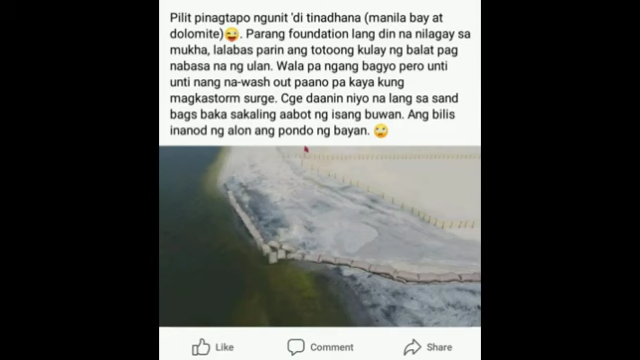 Pilit pinagtapo ngunit 'di tinadhana (manila bay at
dolomite)😜. Parang foundation lang din na nilagay sa
mukha, lalabas parin ang totoong kulay ng balat pag
nabasa na ng ulan. Wala pa ngang bagyo pero unti
unti nang na-wash out paano pa kaya kung
magkastorm surge. Cge daanin niyo na lang sa sand
bags baka sakaling aabot ng isang buwan. Ang bilis
inanod ng alon ang pondo ng bayan. 🙄
Like Comment Share